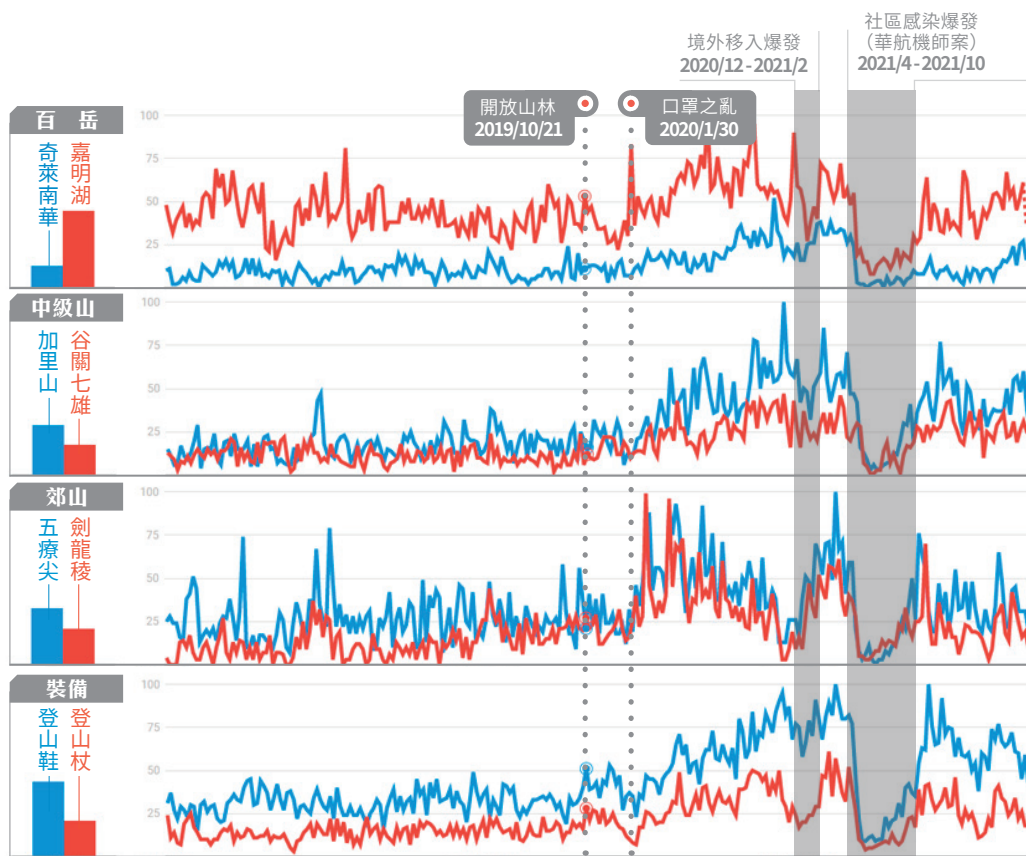 社區感染爆發
（華航機師案）
2021/4 - 2021/10
境外移入爆發
2020/12 - 2021/2
開放山林
2019/10/21
口罩之亂
2020/1/30
百岳
奇萊南華
嘉明湖
100
75
50
25
中級山
加里山
谷關七雄
100
75
50
25
郊山
五寮尖
劍龍稜
100
75
50
25
裝備
登山鞋
登山杖
100
75
50
25